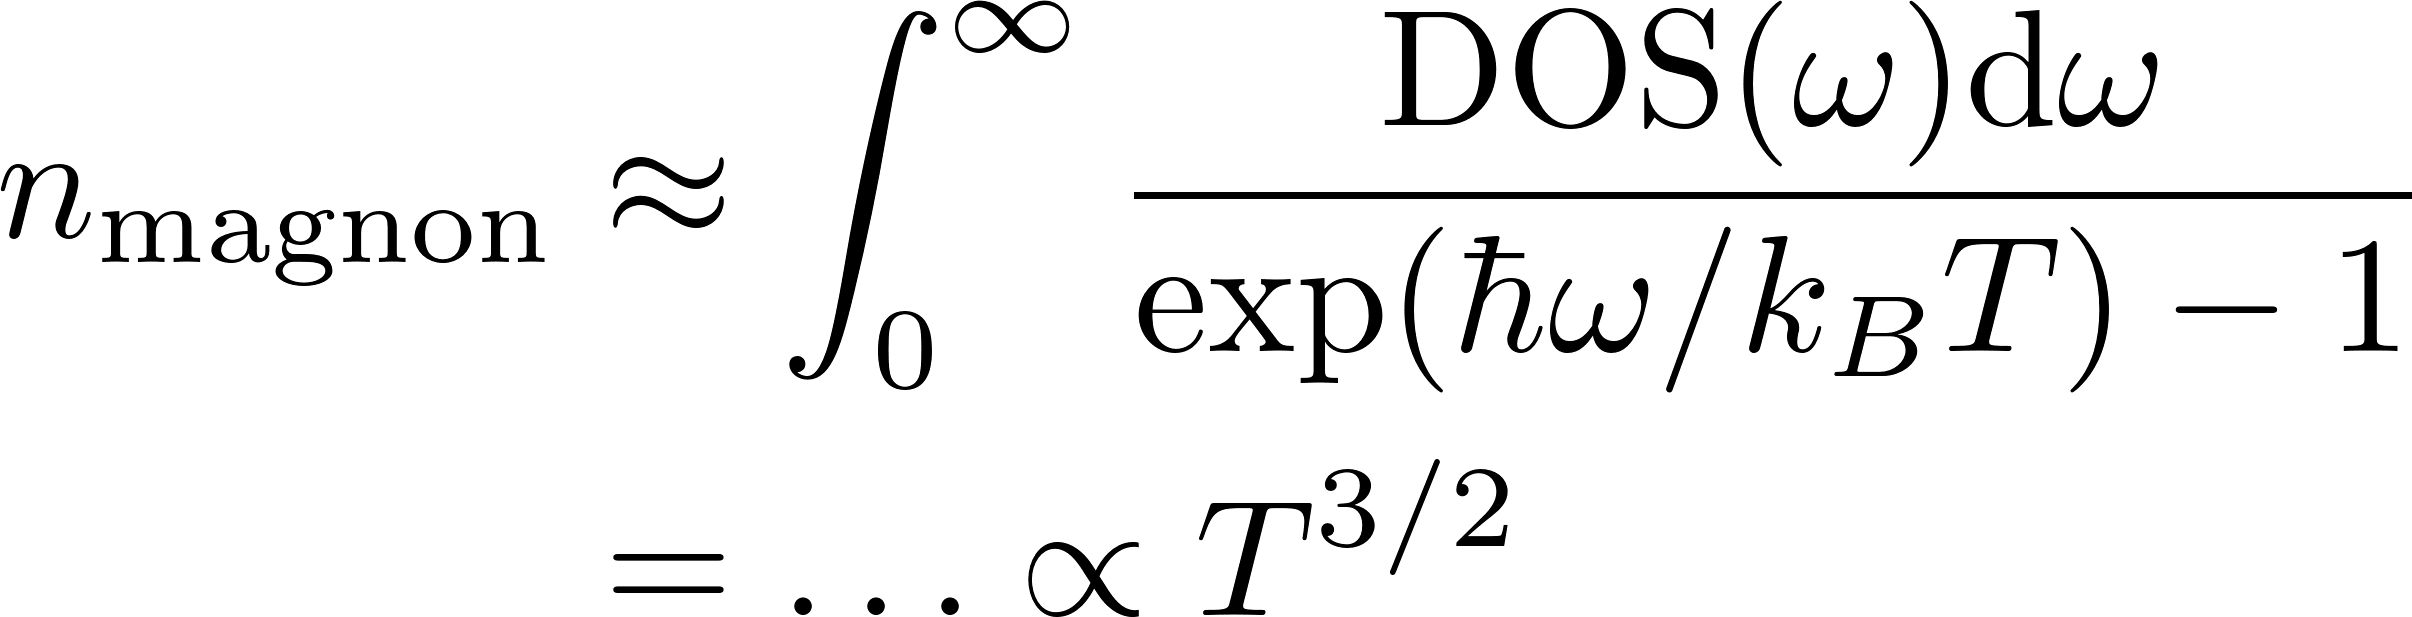 n_magnon ≈ ∫_0^∞ DOS(ω)dω / (exp(ħω/k_B T) − 1)
= … ∝ T^{3/2}